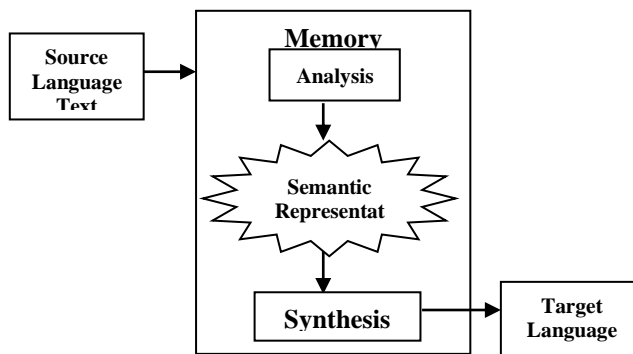 Source
Language
Text
Memory
Analysis
Semantic
Representat
Synthesis
Target
Language